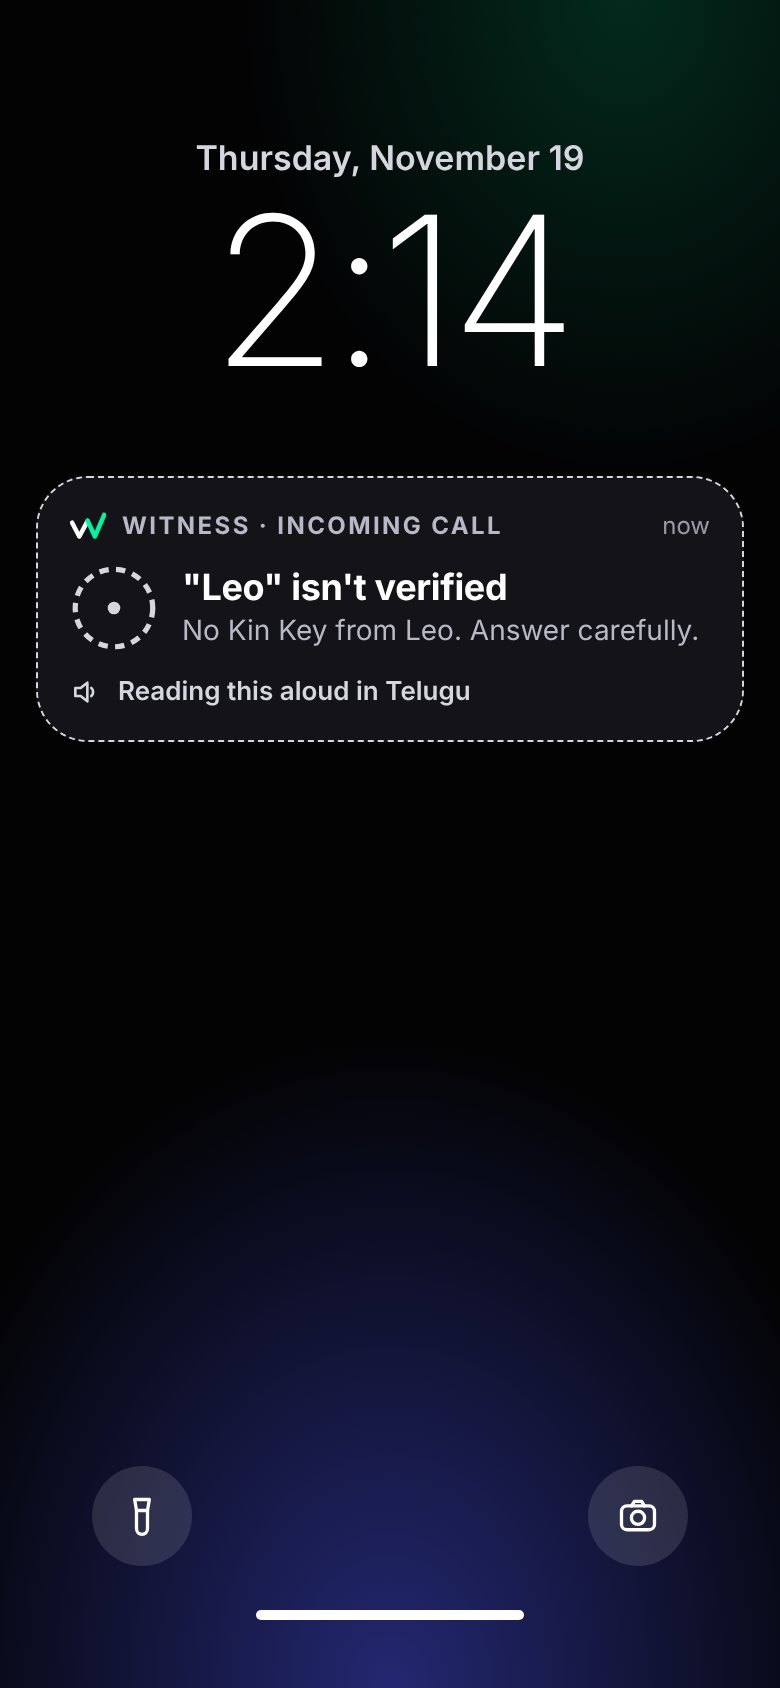 Thursday, November 19
2:14
WITNESS · INCOMING CALL
now
"Leo" isn't verified
No Kin Key from Leo. Answer carefully.
Reading this aloud in Telugu